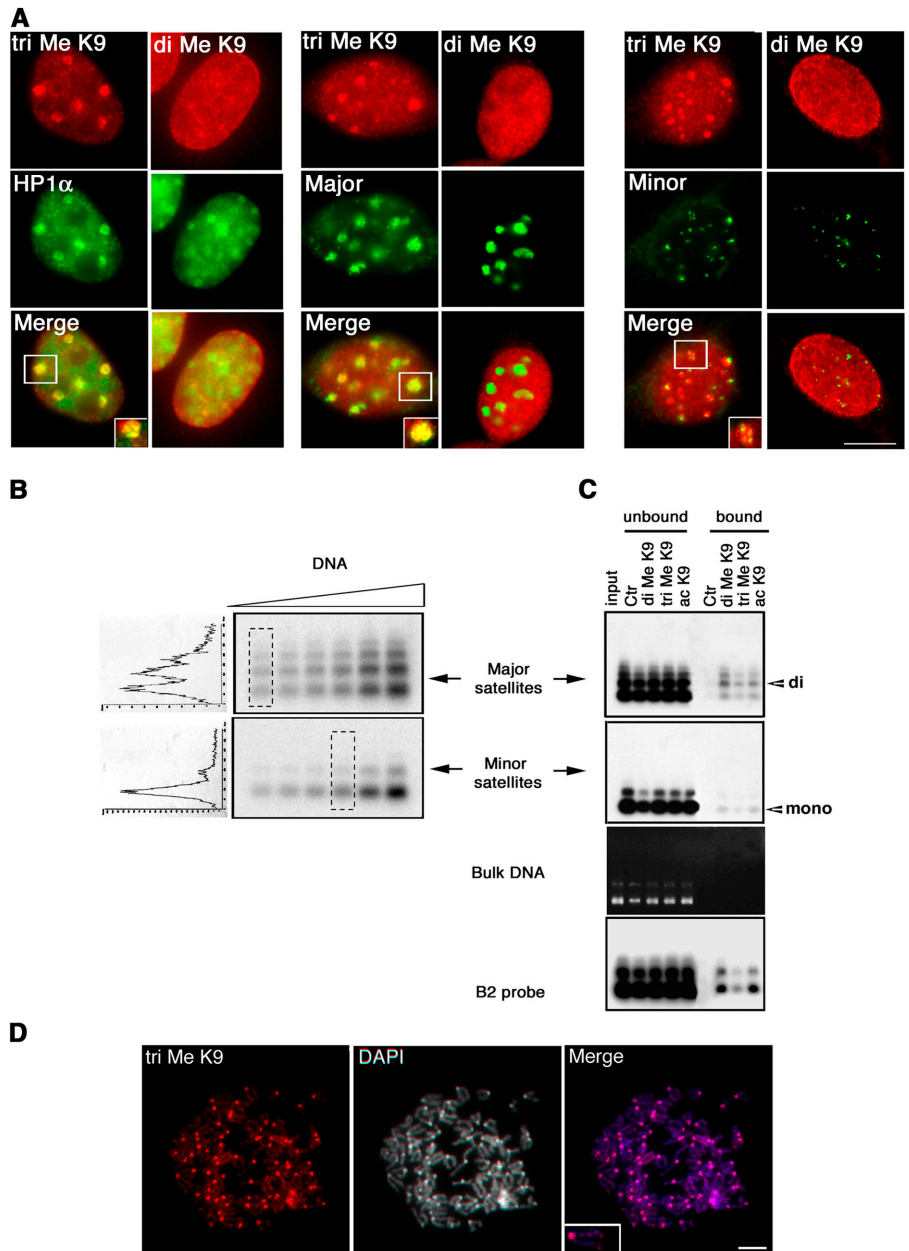 A
tri Me K9
di Me K9
tri Me K9
di Me K9
tri Me K9
di Me K9
HP1α
Major
Minor
Merge
Merge
Merge
B
C
DNA
unbound
bound
input
Ctr
di Me K9
tri Me K9
ac K9
Ctr
di Me K9
tri Me K9
ac K9
Major
satellites
di
Minor
satellites
mono
Bulk DNA
B2 probe
D
tri Me K9
DAPI
Merge